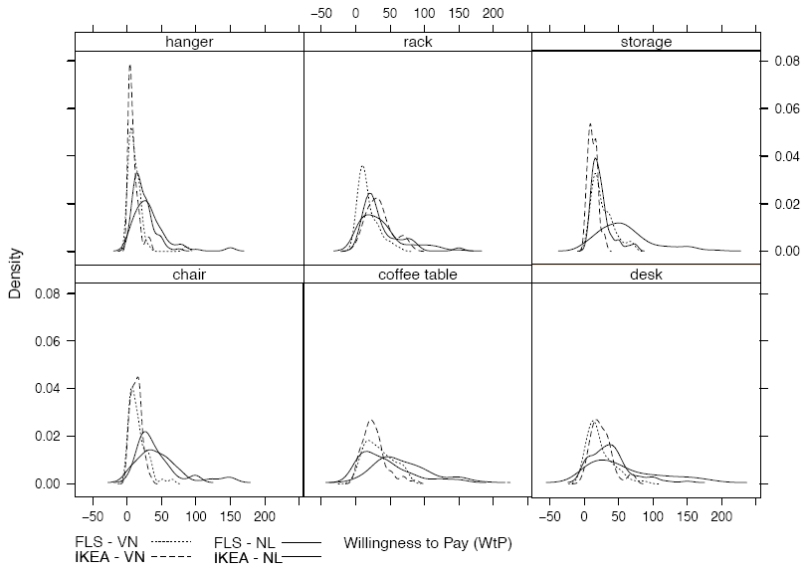 −50 0 50 100 150 200
hanger rack storage
0.08
0.06
0.04
0.02
0.00
Density
chair coffee table desk
0.08
0.06
0.04
0.02
0.00
−50 0 50 100 150 200 −50 0 50 100 150 200
FLS - VN FLS - NL Willingness to Pay (WtP)
IKEA - VN IKEA - NL